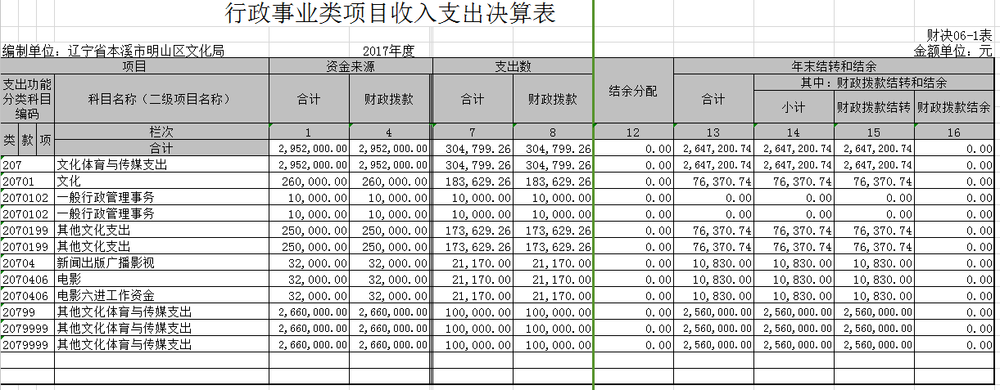 行政事业类项目收入支出决算表
财决06-1表
编制单位：辽宁省本溪市明山区文化局 2017年度 金额单位：元
项目 资金来源 支出数 结余分配 年末结转和结余
支出功能分类科目编码 科目名称（二级项目名称） 合计 财政拨款 合计 财政拨款 合计 其中：财政拨款结转和结余
小计 财政拨款结转 财政拨款结余
类 款 项 栏次 1 4 7 8 12 13 14 15 16
合计 2,952,000.00 2,952,000.00 304,799.26 304,799.26 0.00 2,647,200.74 2,647,200.74 2,647,200.74 0.00
207 文化体育与传媒支出 2,952,000.00 2,952,000.00 304,799.26 304,799.26 0.00 2,647,200.74 2,647,200.74 2,647,200.74 0.00
20701 文化 260,000.00 260,000.00 183,629.26 183,629.26 0.00 76,370.74 76,370.74 76,370.74 0.00
2070102 一般行政管理事务 10,000.00 10,000.00 10,000.00 10,000.00 0.00 0.00 0.00 0.00 0.00
2070102 一般行政管理事务 10,000.00 10,000.00 10,000.00 10,000.00 0.00 0.00 0.00 0.00 0.00
2070199 其他文化支出 250,000.00 250,000.00 173,629.26 173,629.26 0.00 76,370.74 76,370.74 76,370.74 0.00
2070199 其他文化支出 250,000.00 250,000.00 173,629.26 173,629.26 0.00 76,370.74 76,370.74 76,370.74 0.00
20704 新闻出版广播影视 32,000.00 32,000.00 21,170.00 21,170.00 0.00 10,830.00 10,830.00 10,830.00 0.00
2070406 电影 32,000.00 32,000.00 21,170.00 21,170.00 0.00 10,830.00 10,830.00 10,830.00 0.00
2070406 电影六进工作资金 32,000.00 32,000.00 21,170.00 21,170.00 0.00 10,830.00 10,830.00 10,830.00 0.00
20799 其他文化体育与传媒支出 2,660,000.00 2,660,000.00 100,000.00 100,000.00 0.00 2,560,000.00 2,560,000.00 2,560,000.00 0.00
2079999 其他文化体育与传媒支出 2,660,000.00 2,660,000.00 100,000.00 100,000.00 0.00 2,560,000.00 2,560,000.00 2,560,000.00 0.00
2079999 其他文化体育与传媒支出 2,660,000.00 2,660,000.00 100,000.00 100,000.00 0.00 2,560,000.00 2,560,000.00 2,560,000.00 0.00